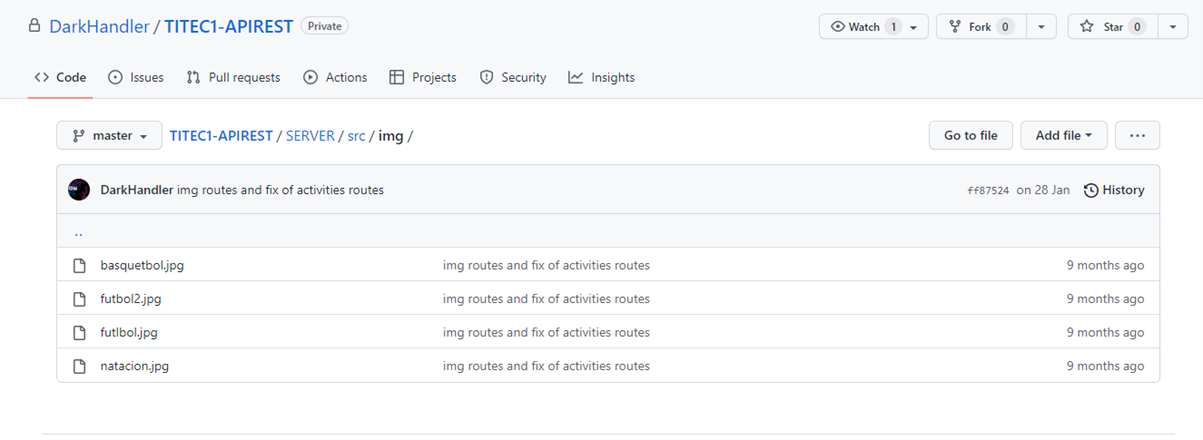 DarkHandler / TITEC1-APIREST Private Watch 1 Fork 0 Star 0
Code Issues Pull requests Actions Projects Security Insights
master TITEC1-APIREST / SERVER / src / img / Go to file Add file ...
DarkHandler img routes and fix of activities routes ff87524 on 28 Jan History
..
basquetbol.jpg img routes and fix of activities routes 9 months ago
futbol2.jpg img routes and fix of activities routes 9 months ago
futlbol.jpg img routes and fix of activities routes 9 months ago
natacion.jpg img routes and fix of activities routes 9 months ago